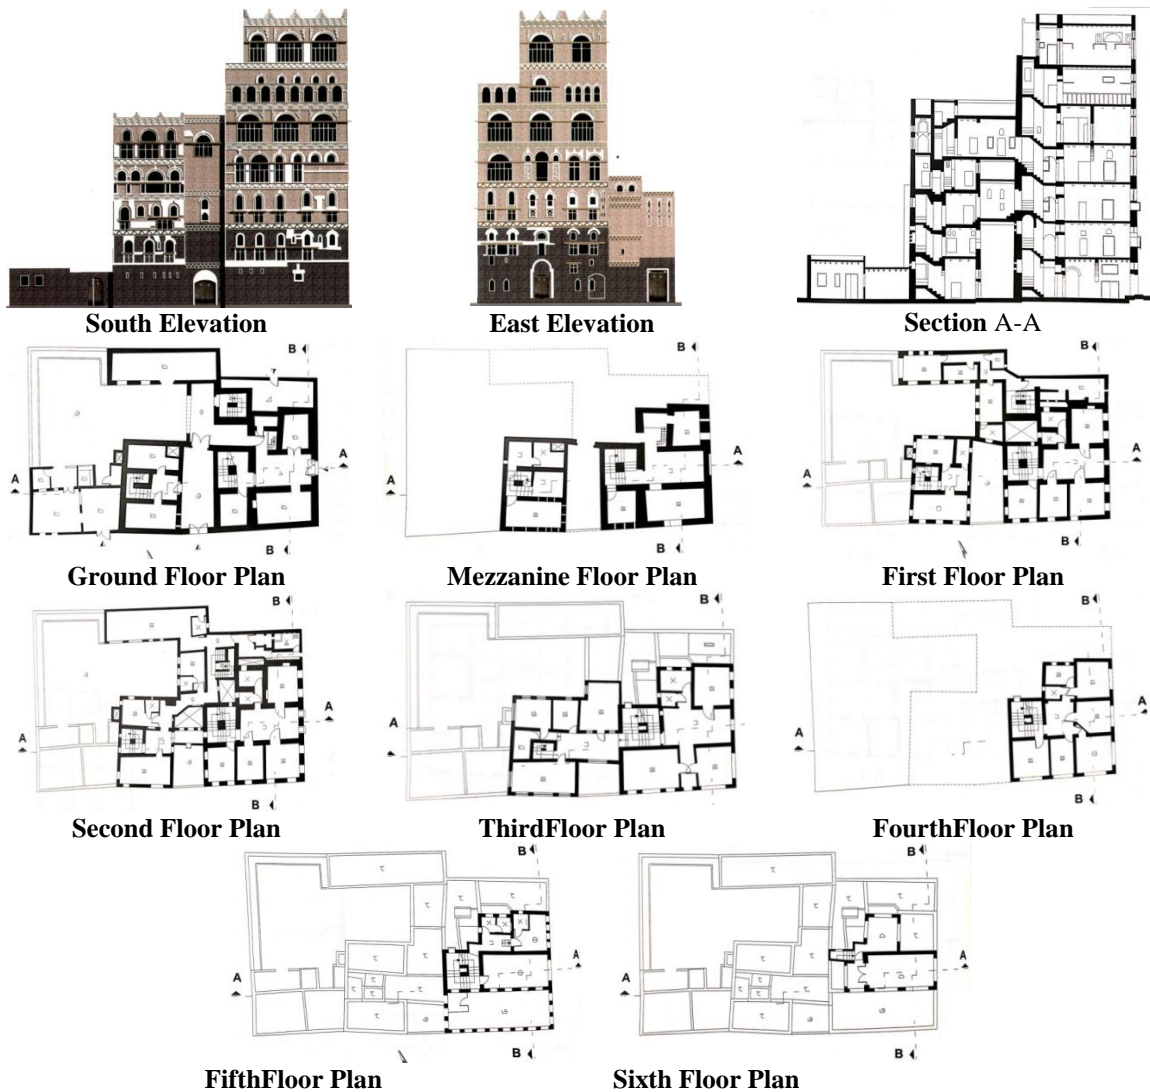 South Elevation
East Elevation
Section A-A
B
A
A
B
Ground Floor Plan
B
A
A
B
Mezzanine Floor Plan
B
A
A
B
First Floor Plan
B
A
A
B
Second Floor Plan
B
A
A
B
ThirdFloor Plan
B
A
A
B
FourthFloor Plan
B
A
A
B
FifthFloor Plan
B
A
A
B
Sixth Floor Plan